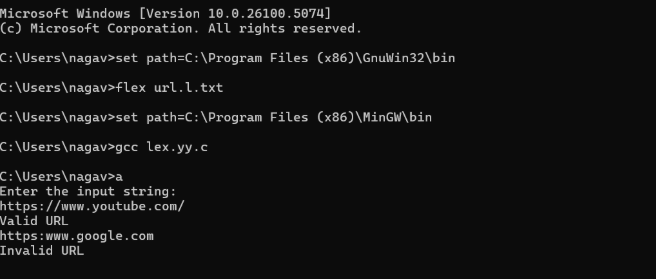 Microsoft Windows [Version 10.0.26100.5074]
(c) Microsoft Corporation. All rights reserved.
C:\Users\nagav>set path=C:\Program Files (x86)\GnuWin32\bin
C:\Users\nagav>flex url.l.txt
C:\Users\nagav>set path=C:\Program Files (x86)\MinGW\bin
C:\Users\nagav>gcc lex.yy.c
C:\Users\nagav>a
Enter the input string:
https://www.youtube.com/
Valid URL
https:www.google.com
Invalid URL